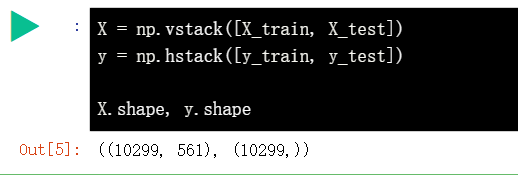 :
X = np.vstack([X_train, X_test])
y = np.hstack([y_train, y_test])
X.shape, y.shape
Out[5]: ((10299, 561), (10299,))